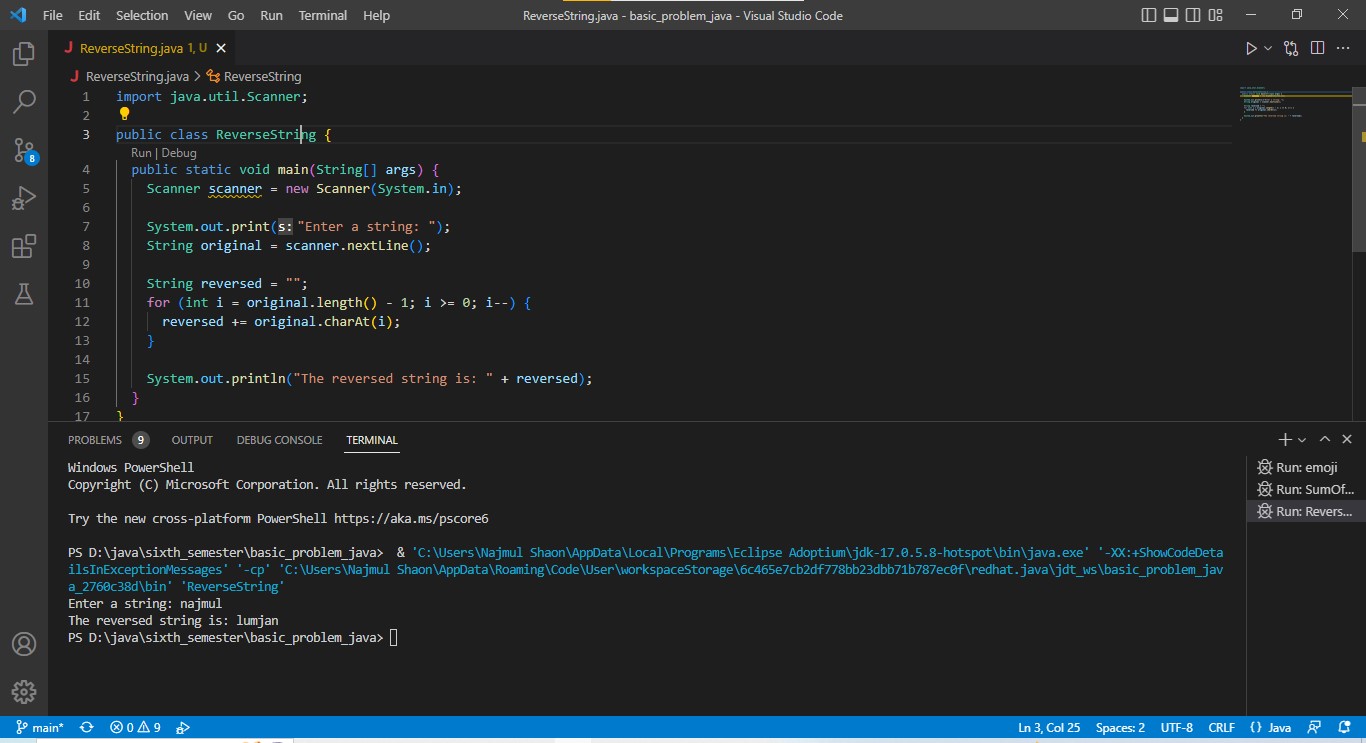 File Edit Selection View Go Run Terminal Help ReverseString.java - basic_problem_java - Visual Studio Code
J ReverseString.java 1, U
J ReverseString.java > ReverseString
1 import java.util.Scanner;
2
3 public class ReverseString {
Run | Debug
4 public static void main(String[] args) {
5 Scanner scanner = new Scanner(System.in);
6
7 System.out.print(s: "Enter a string: ");
8 String original = scanner.nextLine();
9
10 String reversed = "";
11 for (int i = original.length() - 1; i >= 0; i--) {
12 reversed += original.charAt(i);
13 }
14
15 System.out.println("The reversed string is: " + reversed);
16 }
17 }
8
PROBLEMS 9 OUTPUT DEBUG CONSOLE TERMINAL
Windows PowerShell
Copyright (C) Microsoft Corporation. All rights reserved.
Try the new cross-platform PowerShell https://aka.ms/pscore6
PS D:\java\sixth_semester\basic_problem_java>  & 'C:\Users\Najmul Shaon\AppData\Local\Programs\Eclipse Adoptium\jdk-17.0.5.8-hotspot\bin\java.exe' '-XX:+ShowCodeDeta
ilsInExceptionMessages' '-cp' 'C:\Users\Najmul Shaon\AppData\Roaming\Code\User\workspaceStorage\6c465e7cb2df778bb23dbb71b787ec0f\redhat.java\jdt_ws\basic_problem_jav
a_2760c38d\bin' 'ReverseString'
Enter a string: najmul
The reversed string is: lumjan
PS D:\java\sixth_semester\basic_problem_java>
Run: emoji
Run: SumOf...
Run: Revers...
main* 0 9 Ln 3, Col 25 Spaces: 2 UTF-8 CRLF {} Java